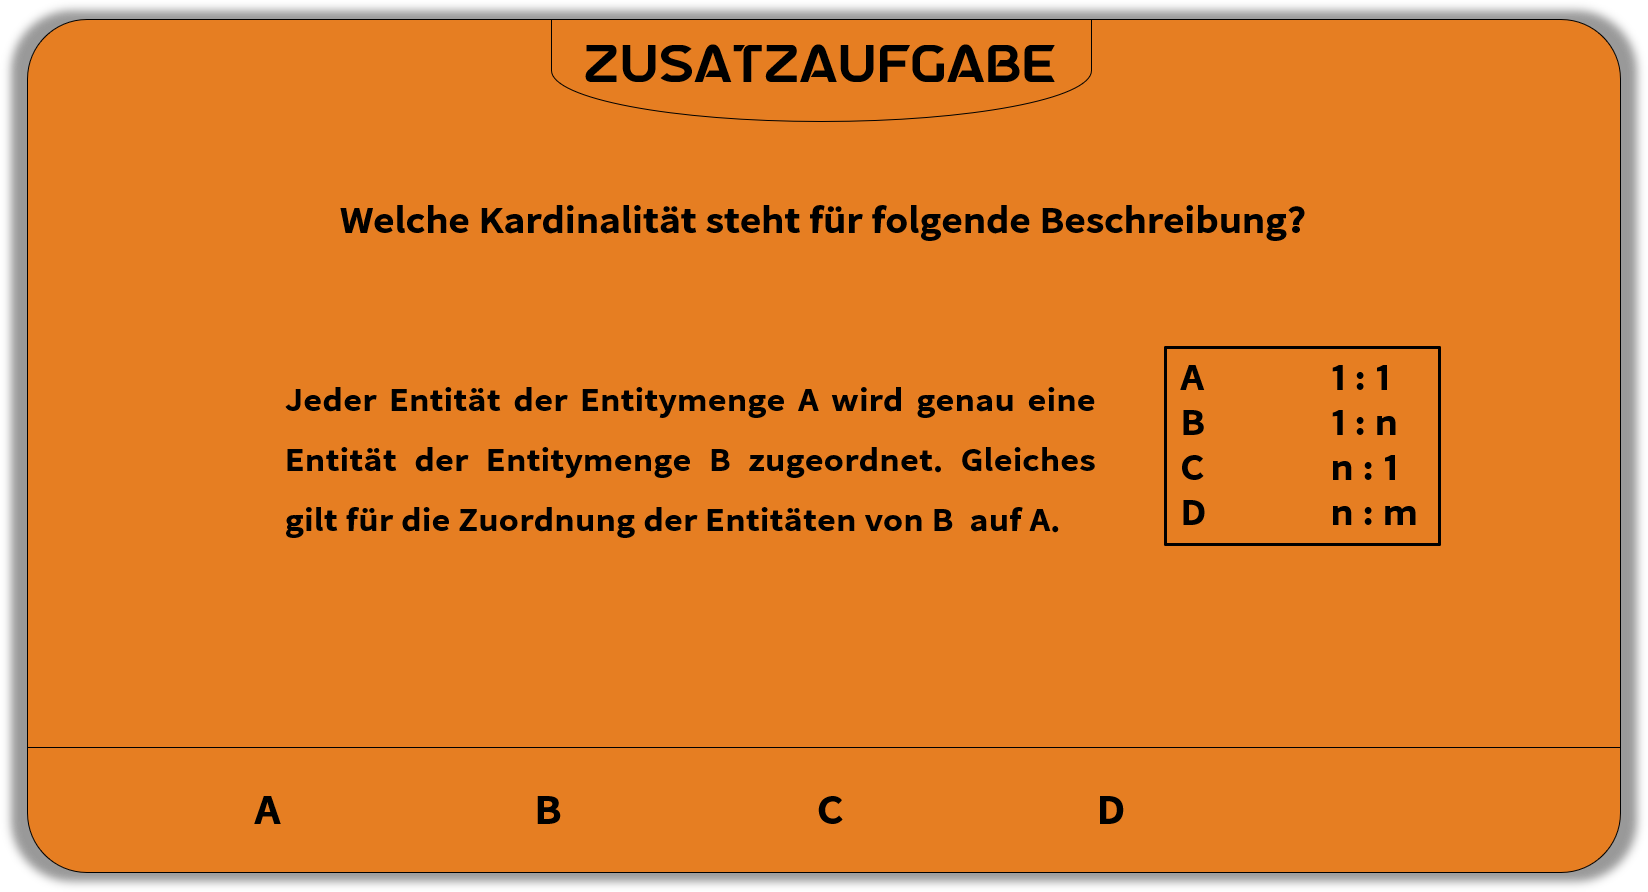 ZUSATZAUFGABE
Welche Kardinalität steht für folgende Beschreibung?
Jeder Entität der Entitymenge A wird genau eine
Entität der Entitymenge B zugeordnet. Gleiches
gilt für die Zuordnung der Entitäten von B auf A.
A 1 : 1
B 1 : n
C n : 1
D n : m
A B C D